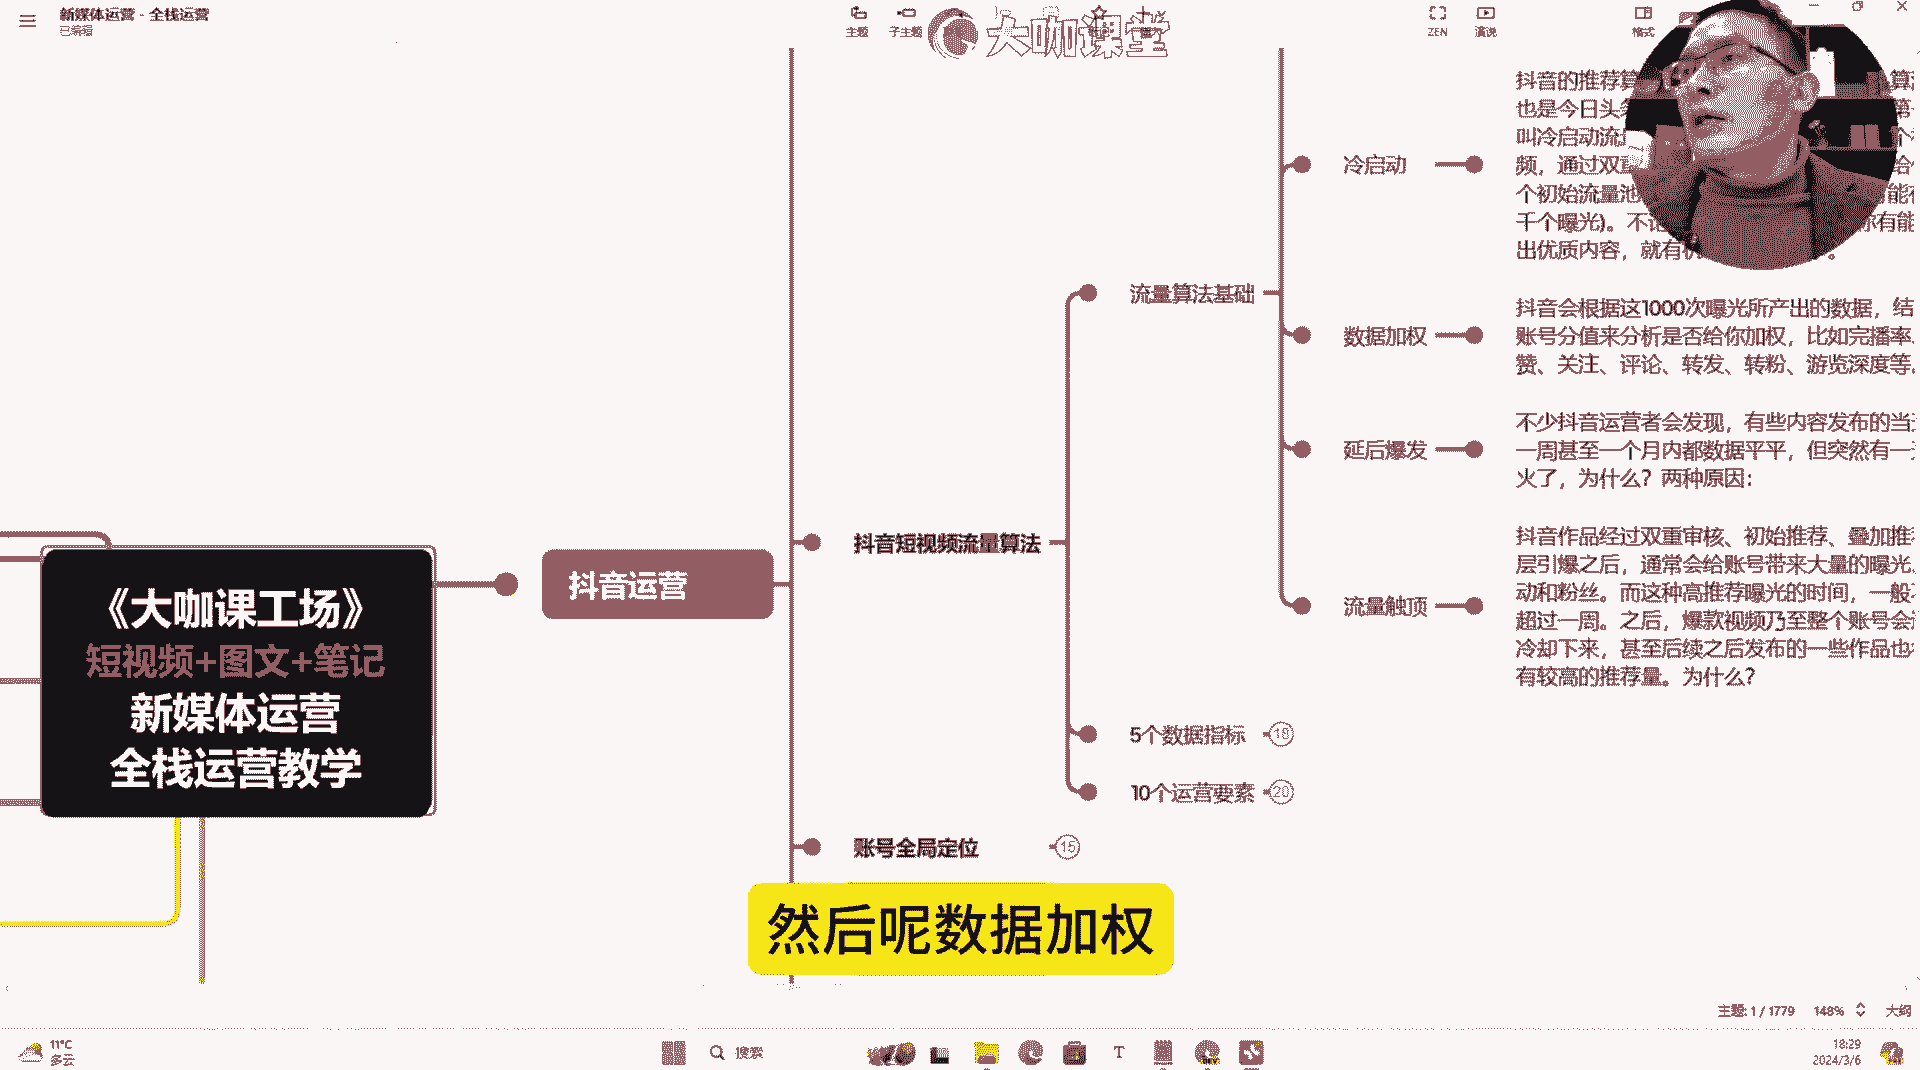 新媒体运营 - 全栈运营
已编辑
主题
子主题
大咖课堂
ZEN
演说
格式
抖音的推荐算
算
也是今日头
第
叫冷启动流
频，通过双重
给
个初始流量池
能
千个曝光)。不
你有能
出优质内容，就有
。
冷启动
流量算法基础
抖音会根据这1000次曝光所产出的数据，结
数据加权
账号分值来分析是否给你加权，比如完播率、
赞、关注、评论、转发、转粉、游览深度等。
不少抖音运营者会发现，有些内容发布的当
延后爆发
一周甚至一个月内都数据平平，但突然有一
火了，为什么？两种原因：
抖音短视频流量算法
抖音作品经过双重审核、初始推荐、叠加推
层引爆之后，通常会给账号带来大量的曝光、
动和粉丝。而这种高推荐曝光的时间，一般
流量触顶
超过一周。之后，爆款视频乃至整个账号会
冷却下来，甚至后续之后发布的一些作品也
有较高的推荐量。为什么？
抖音运营
《大咖课工场》
短视频+图文+笔记
新媒体运营
全栈运营教学
5个数据指标
18
10个运营要素
20
账号全局定位
15
然后呢数据加权
主题: 1 / 1779
148%
大纲
11°C
多云
搜索
18:29
2024/3/6